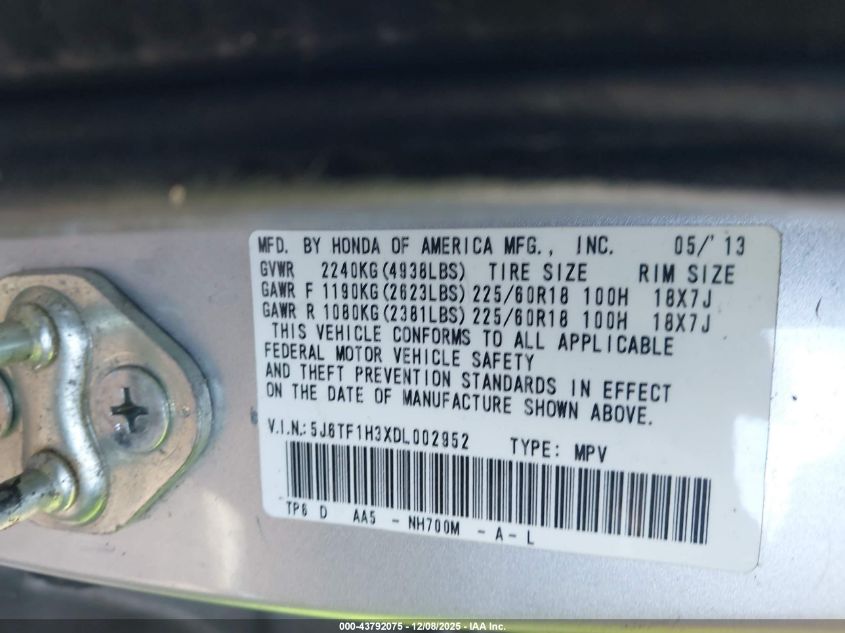 MFD. BY HONDA OF AMERICA MFG., INC. 05/'13
GVWR 2240KG(4938LBS) TIRE SIZE RIM SIZE
GAWR F 1190KG(2623LBS) 225/60R18 100H 18X7J
GAWR R 1080KG(2381LBS) 225/60R18 100H 18X7J
THIS VEHICLE CONFORMS TO ALL APPLICABLE
FEDERAL MOTOR VEHICLE SAFETY
AND THEFT PREVENTION STANDARDS IN EFFECT
ON THE DATE OF MANUFACTURE SHOWN ABOVE.
V.I.N.: 5J6TF1H3XDL002952 TYPE: MPV
TP6 D AA5 - NH700M - A - L
000-43792075 - 12/08/2025 - IAA Inc.